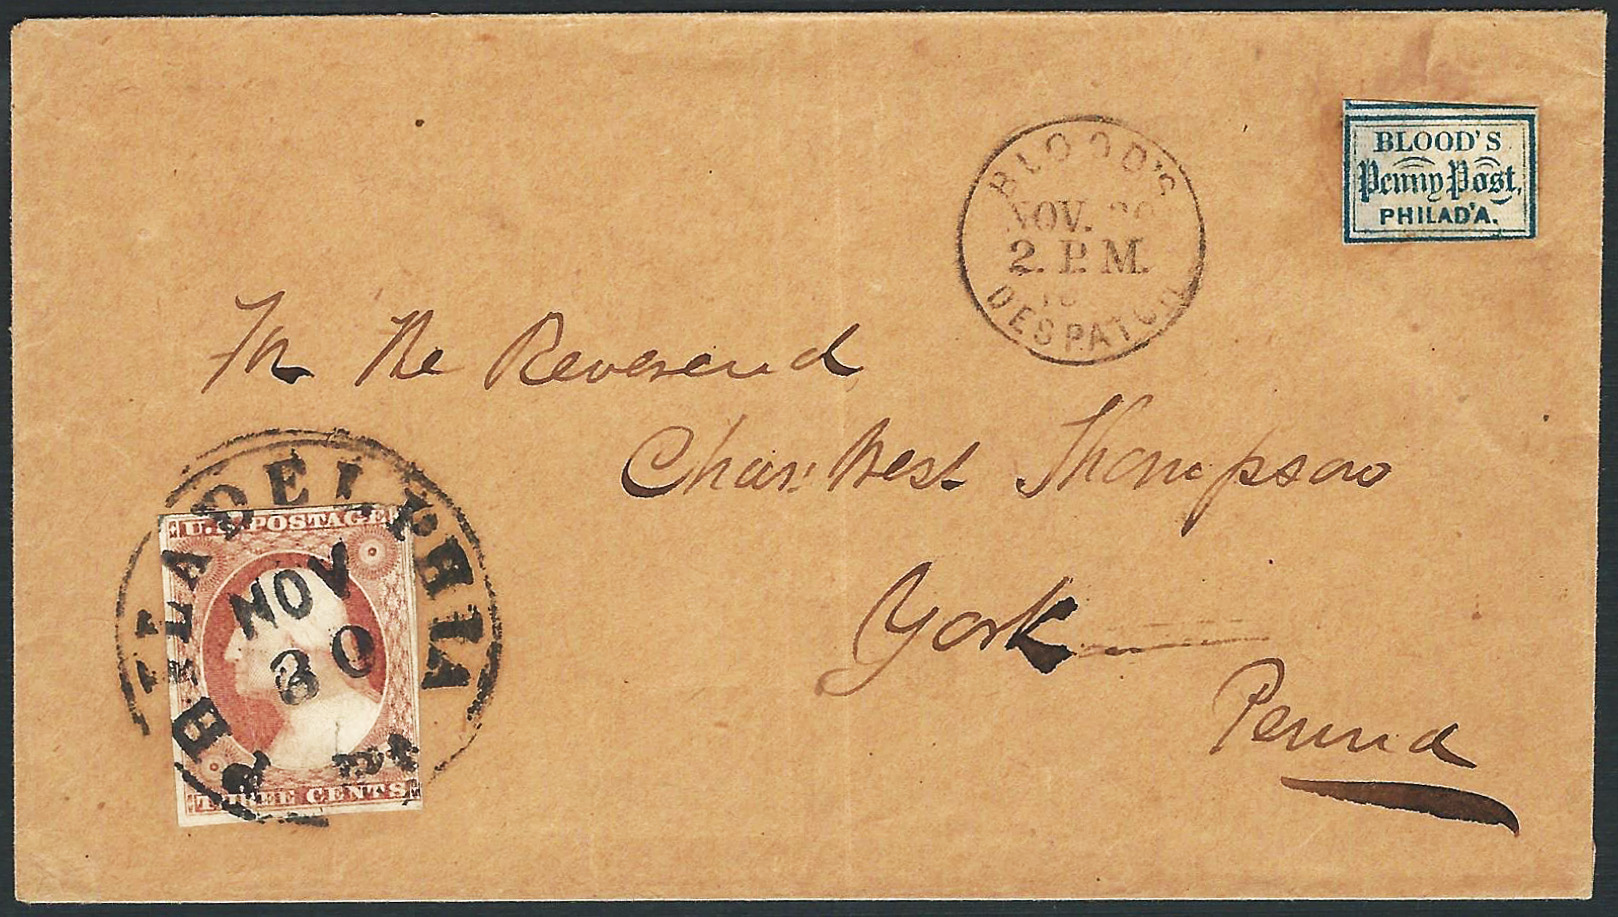 BLOOD'S
Penny Post,
PHILAD'A.
BLOOD'S
NOV.
2. P. M.
DESPATCH
The Reverend
Chas: West Thompson
York
Penna
PHILADELPHIA
U.S. POSTAGE
NOV
30
THREE CENTS